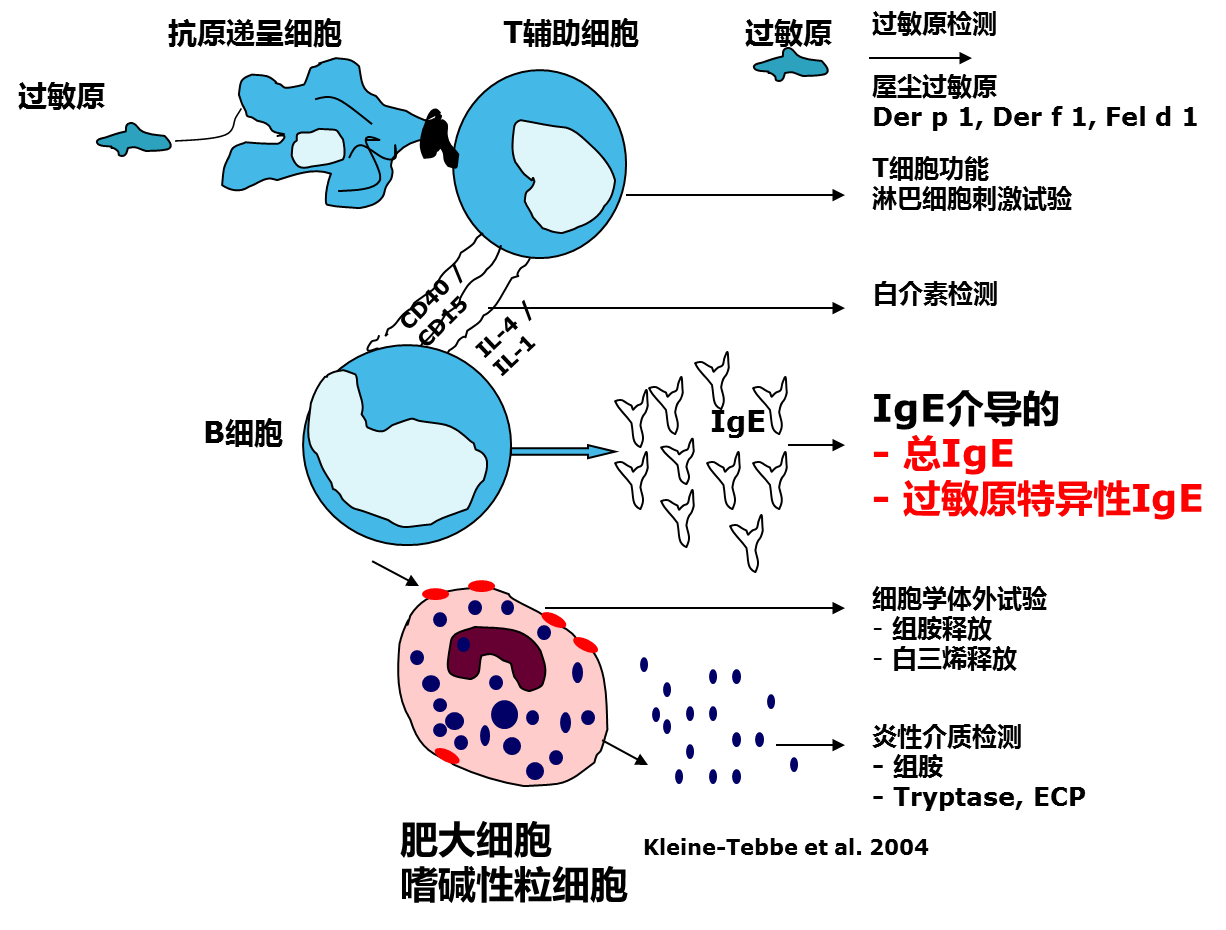 抗原递呈细胞
T辅助细胞
过敏原
过敏原
过敏原检测
屋尘过敏原
Der p 1, Der f 1, Fel d 1
T细胞功能
淋巴细胞刺激试验
CD40 /
CD15
IL-4 /
IL-1
白介素检测
B细胞
IgE
IgE介导的
- 总IgE
- 过敏原特异性IgE
细胞学体外试验
- 组胺释放
- 白三烯释放
炎性介质检测
- 组胺
- Tryptase, ECP
肥大细胞
嗜碱性粒细胞
Kleine-Tebbe et al. 2004